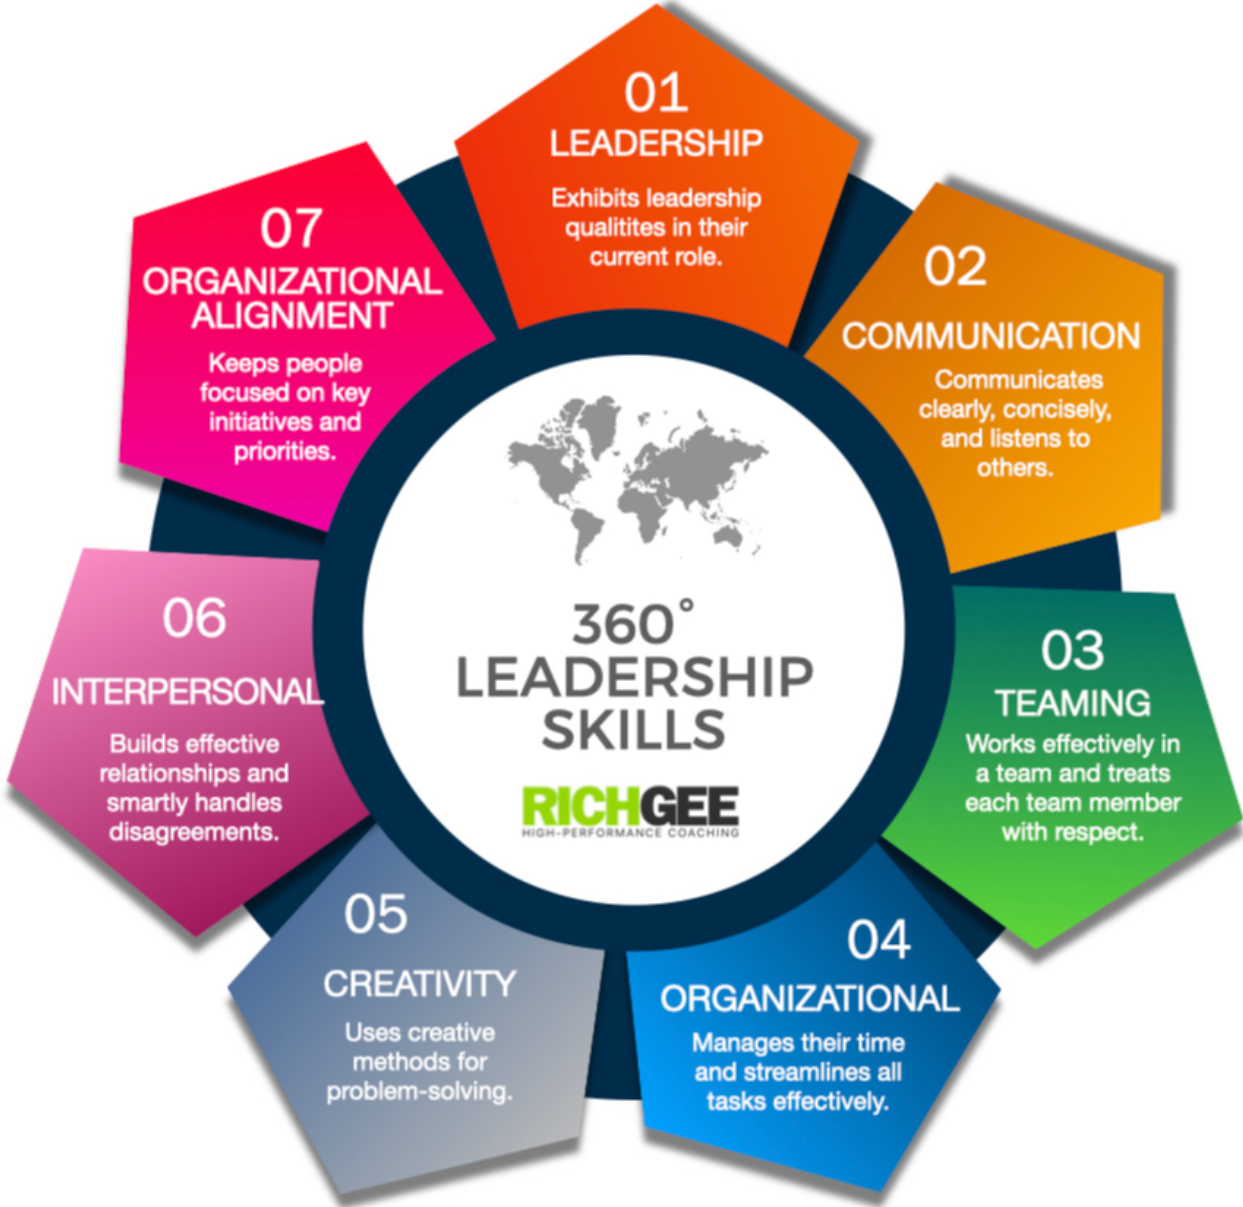 01
LEADERSHIP
Exhibits leadership
qualitites in their
current role.
02
COMMUNICATION
Communicates
clearly, concisely,
and listens to
others.
03
TEAMING
Works effectively in
a team and treats
each team member
with respect.
04
ORGANIZATIONAL
Manages their time
and streamlines all
tasks effectively.
05
CREATIVITY
Uses creative
methods for
problem-solving.
06
INTERPERSONAL
Builds effective
relationships and
smartly handles
disagreements.
07
ORGANIZATIONAL
ALIGNMENT
Keeps people
focused on key
initiatives and
priorities.
360°
LEADERSHIP
SKILLS
RICHGEE
HIGH-PERFORMANCE COACHING